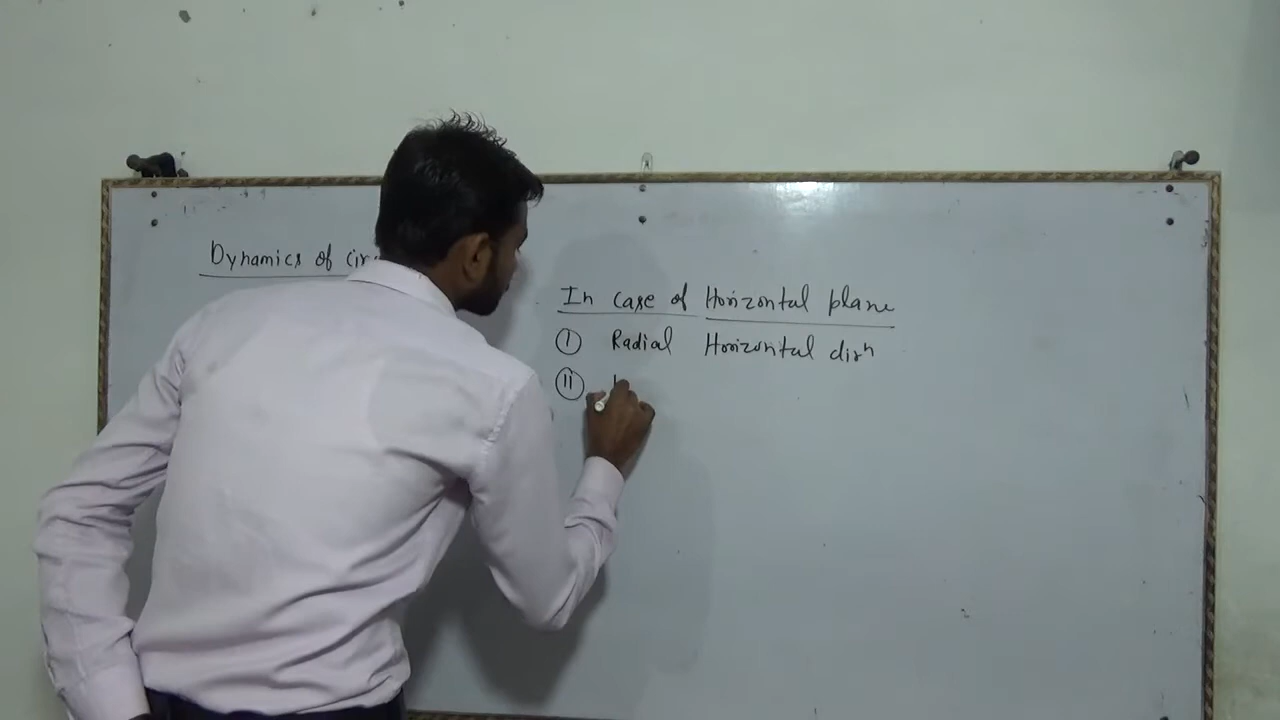 Dynamics of cir
In case of Horizontal plane
(i) Radial Horizontal dirn
(ii)